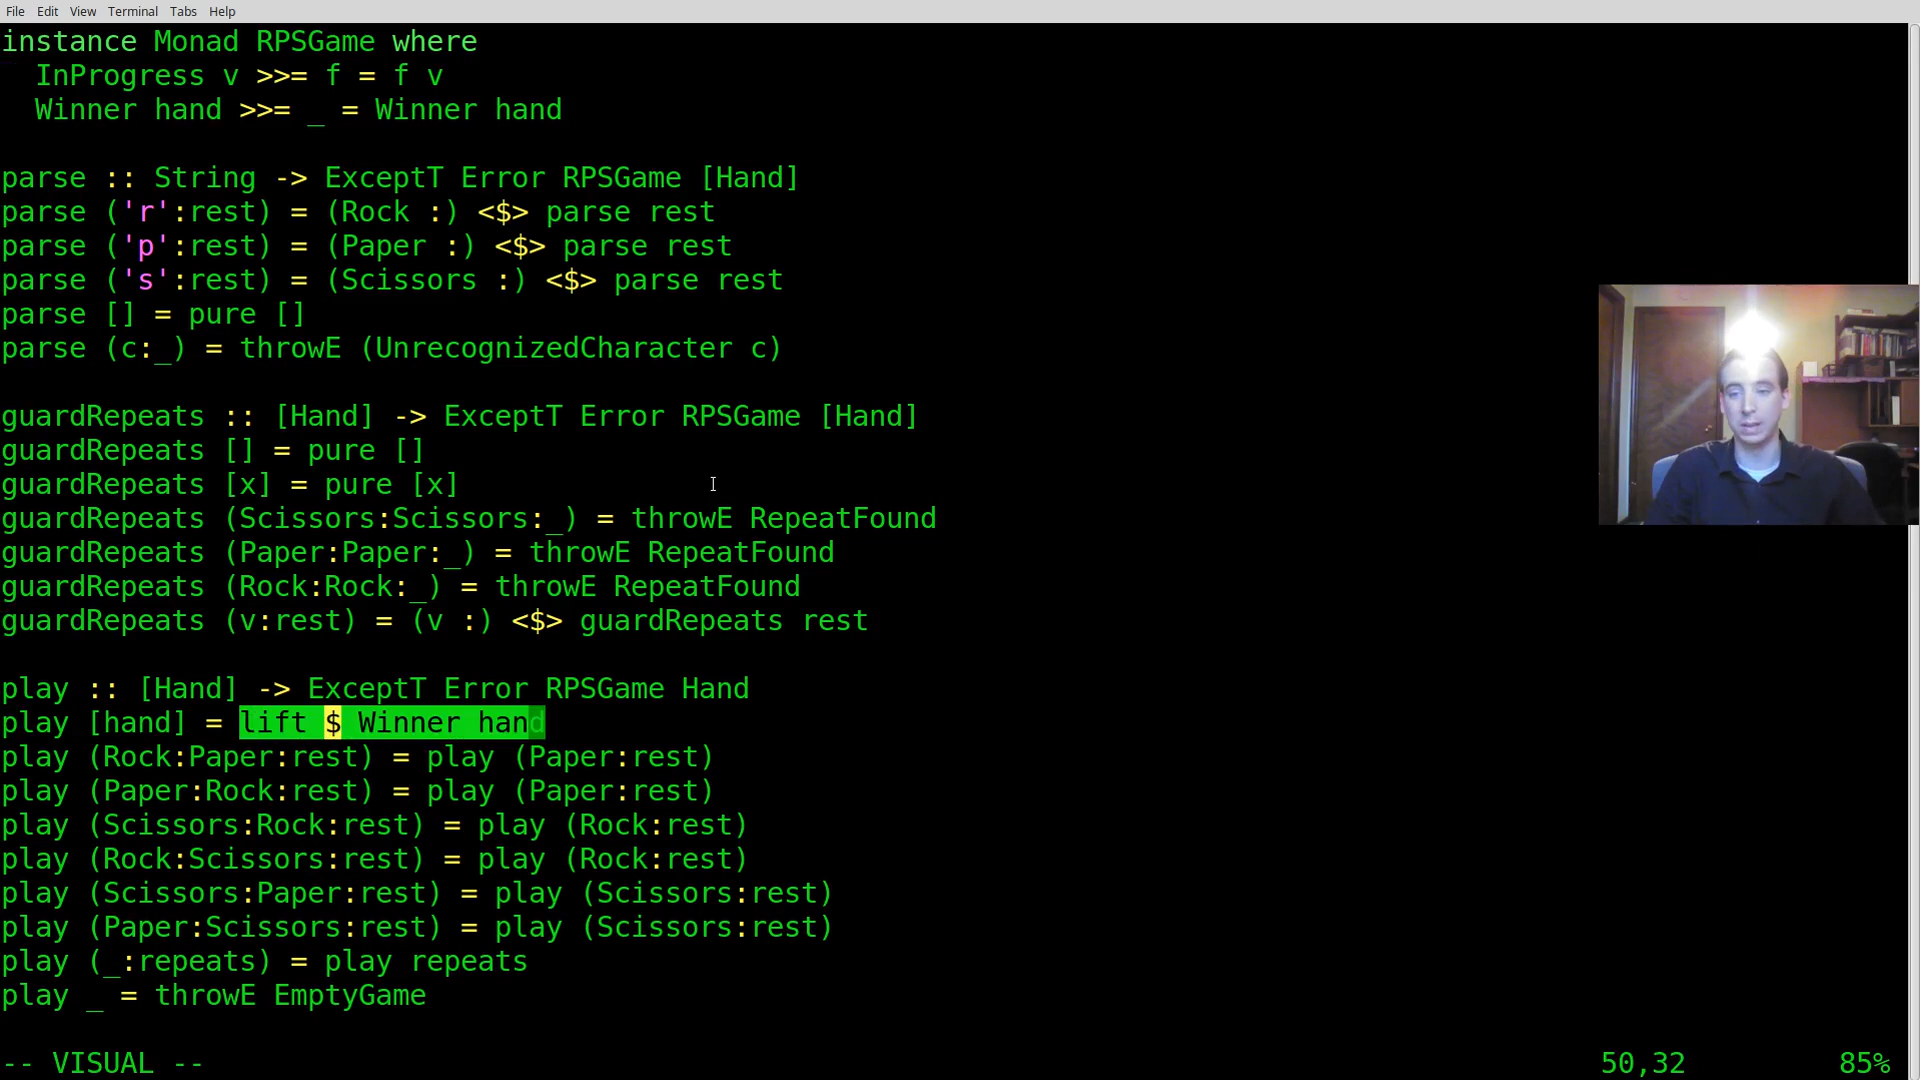 File Edit View Terminal Tabs Help
instance Monad RPSGame where
  InProgress v >>= f = f v
  Winner hand >>= _ = Winner hand

parse :: String -> ExceptT Error RPSGame [Hand]
parse ('r':rest) = (Rock :) <$> parse rest
parse ('p':rest) = (Paper :) <$> parse rest
parse ('s':rest) = (Scissors :) <$> parse rest
parse [] = pure []
parse (c:_) = throwE (UnrecognizedCharacter c)

guardRepeats :: [Hand] -> ExceptT Error RPSGame [Hand]
guardRepeats [] = pure []
guardRepeats [x] = pure [x]
guardRepeats (Scissors:Scissors:_) = throwE RepeatFound
guardRepeats (Paper:Paper:_) = throwE RepeatFound
guardRepeats (Rock:Rock:_) = throwE RepeatFound
guardRepeats (v:rest) = (v :) <$> guardRepeats rest

play :: [Hand] -> ExceptT Error RPSGame Hand
play [hand] = lift $ Winner hand
play (Rock:Paper:rest) = play (Paper:rest)
play (Paper:Rock:rest) = play (Paper:rest)
play (Scissors:Rock:rest) = play (Rock:rest)
play (Rock:Scissors:rest) = play (Rock:rest)
play (Scissors:Paper:rest) = play (Scissors:rest)
play (Paper:Scissors:rest) = play (Scissors:rest)
play (_:repeats) = play repeats
play _ = throwE EmptyGame

-- VISUAL -- 50,32 85%